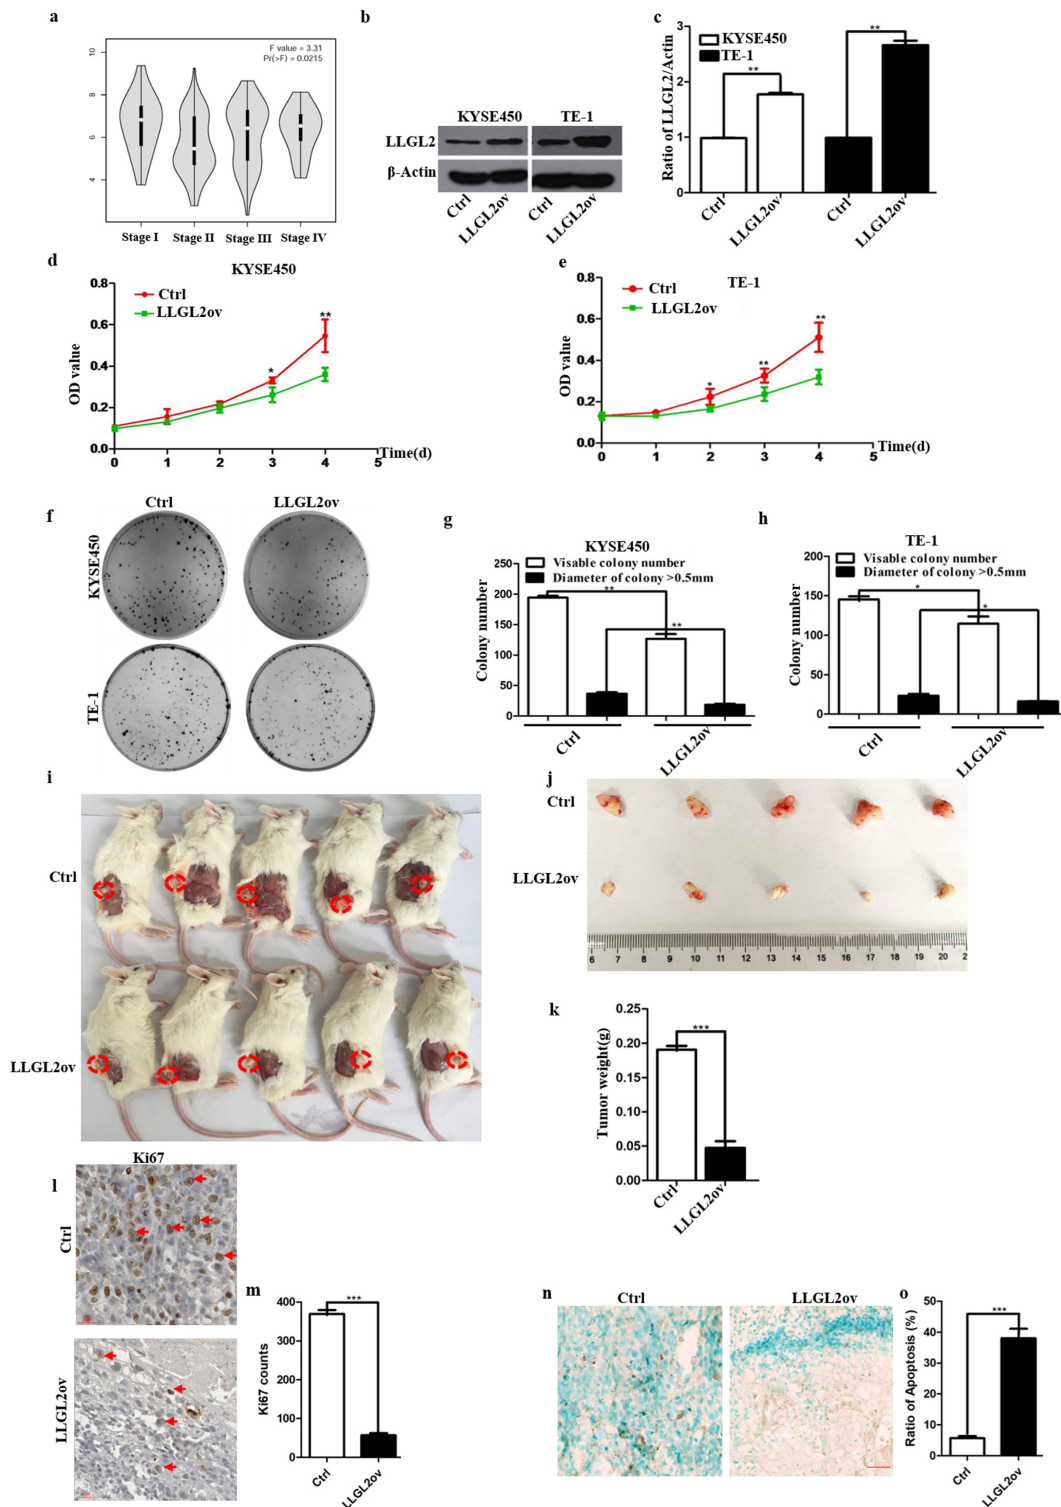 a
10
8
6
4
F value = 3.31
Pr(>F) = 0.0215
Stage I
Stage II
Stage III
Stage IV
b
KYSE450
TE-1
LLGL2
β-Actin
Ctrl
LLGL2ov
Ctrl
LLGL2ov
c
Ratio of LLGL2/Actin
3
2
1
0
KYSE450
TE-1
**
**
Ctrl
LLGL2ov
Ctrl
LLGL2ov
d
KYSE450
OD value
0.8
0.6
0.4
0.2
0.0
Ctrl
LLGL2ov
*
**
0 1 2 3 4 5
Time(d)
e
TE-1
OD value
0.8
0.6
0.4
0.2
0.0
Ctrl
LLGL2ov
*
**
**
0 1 2 3 4 5
Time(d)
f
Ctrl
LLGL2ov
KYSE450
TE-1
g
KYSE450
Colony number
250
200
150
100
50
0
Visable colony number
Diameter of colony >0.5mm
**
**
Ctrl
LLGL2ov
h
TE-1
Colony number
200
150
100
50
0
Visable colony number
Diameter of colony >0.5mm
*
*
Ctrl
LLGL2ov
i
Ctrl
LLGL2ov
j
Ctrl
LLGL2ov
6 7 8 9 10 11 12 13 14 15 16 17 18 19 20 2
k
Tumor weight(g)
0.25
0.20
0.15
0.10
0.05
0.00
***
Ctrl
LLGL2ov
l
Ki67
Ctrl
LLGL2ov
m
Ki67 counts
400
300
200
100
0
***
Ctrl
LLGL2ov
n
Ctrl
LLGL2ov
o
Ratio of Apoptosis (%)
50
40
30
20
10
0
***
Ctrl
LLGL2ov